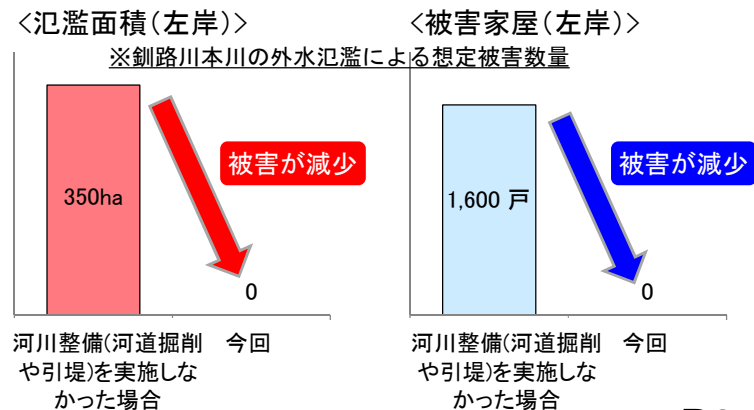 <氾濫面積(左岸)>
<被害家屋(左岸)>
※釧路川本川の外水氾濫による想定被害数量
被害が減少
350ha
0
河川整備(河道掘削
や引堤)を実施しな
かった場合
今回
被害が減少
1,600 戸
0
河川整備(河道掘削
や引堤)を実施しな
かった場合
今回